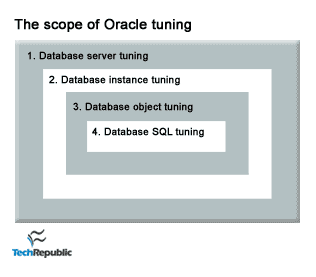 The scope of Oracle tuning
1. Database server tuning
2. Database instance tuning
3. Database object tuning
4. Database SQL tuning
TechRepublic